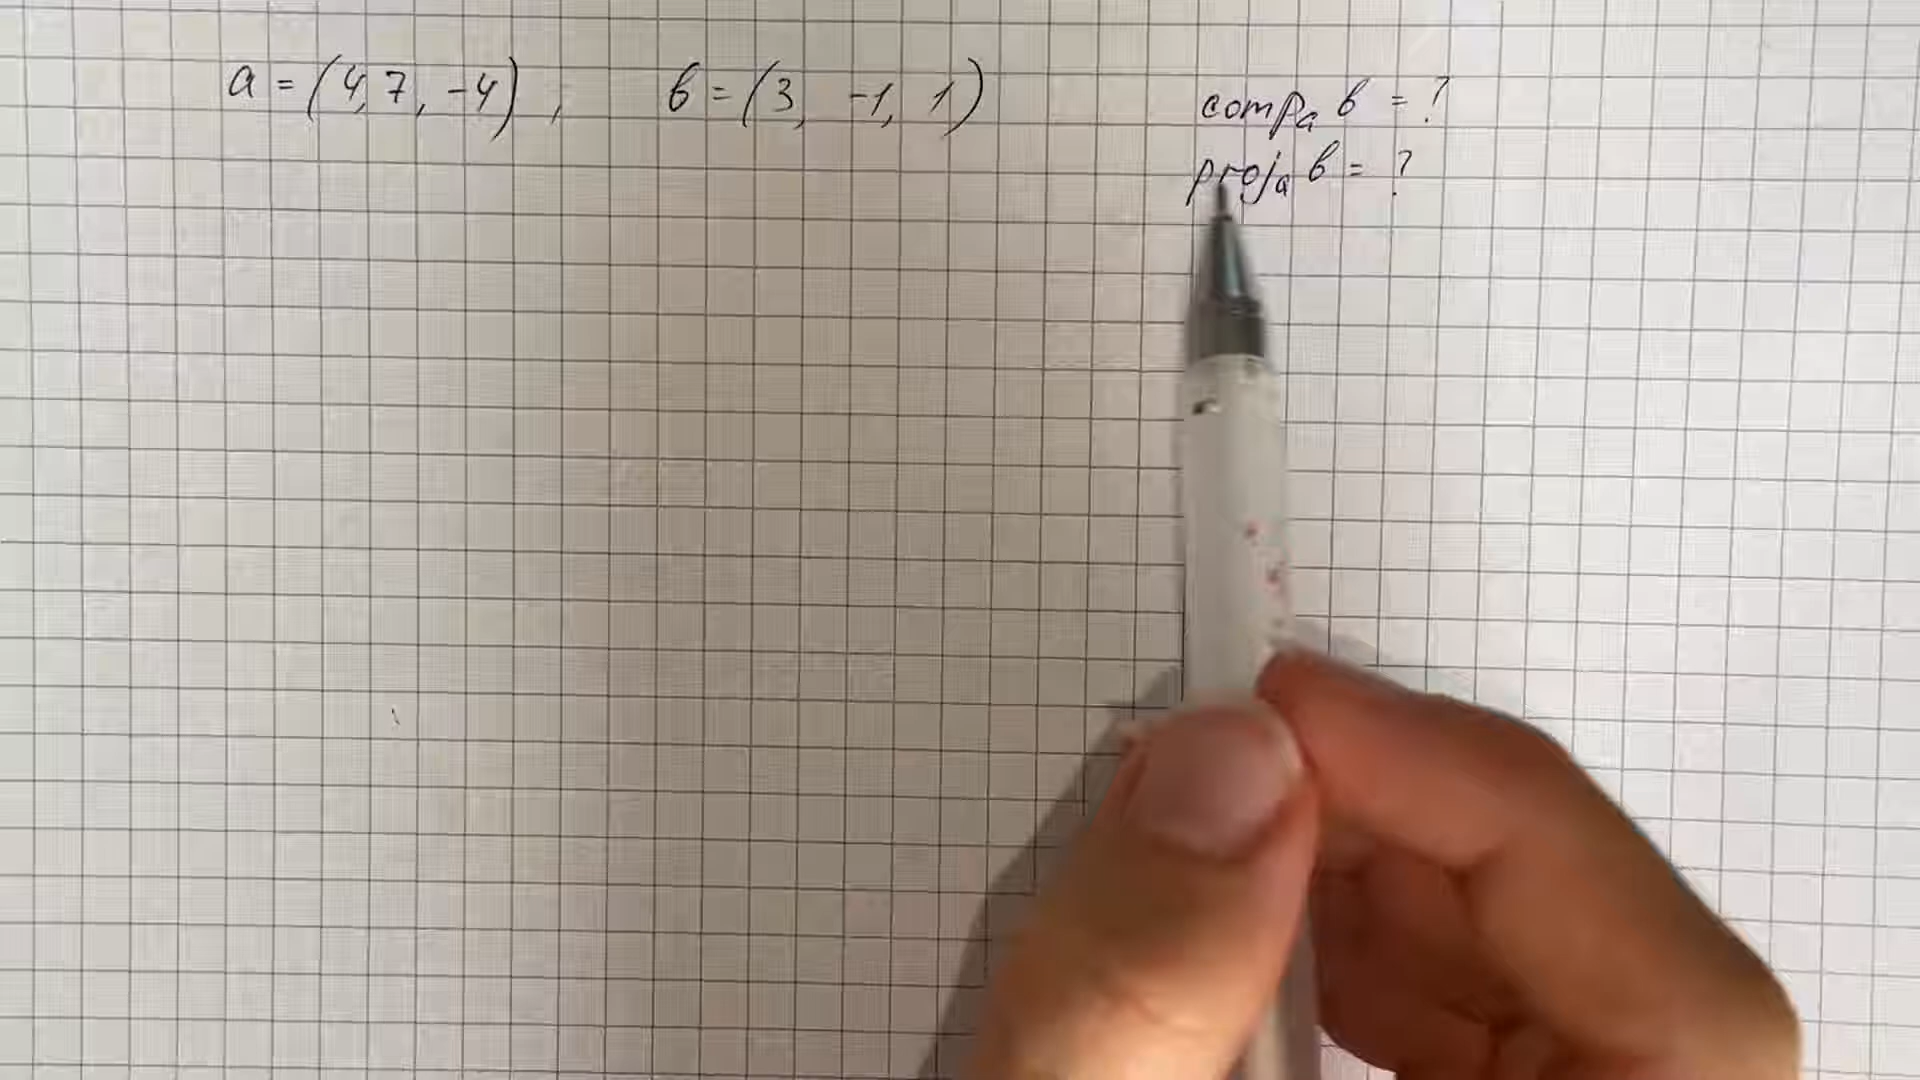 a = (4, 7, -4) , b = (3, -1, 1)
comp_a b = ?
proj_a b = ?